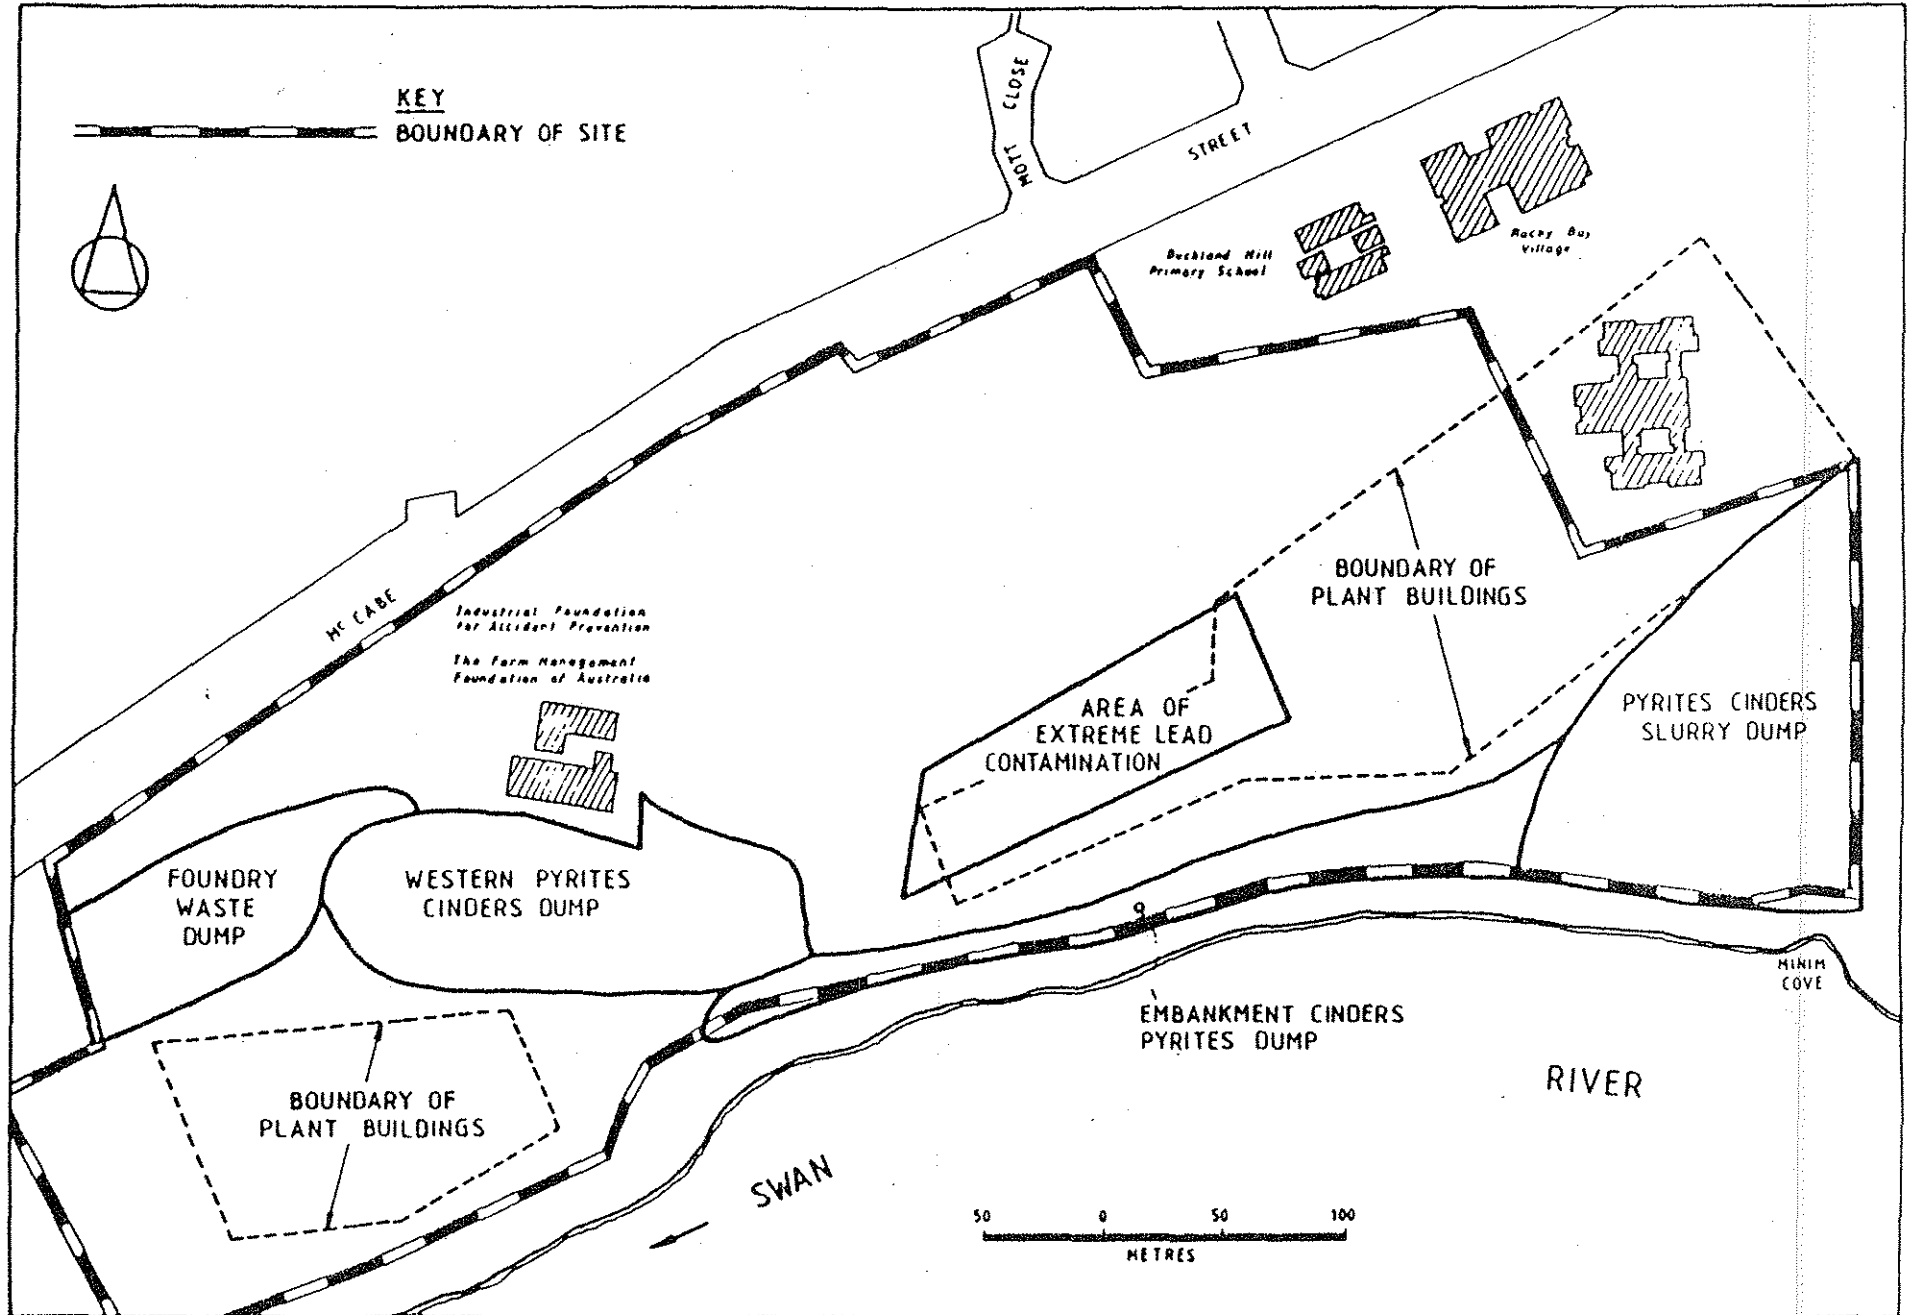 KEY
BOUNDARY OF SITE
MOTT CLOSE
STREET
Buckland Hill
Primary School
Rocky Bay
Village
Mc CABE
Industrial Foundation
for Accident Prevention
The Farm Management
Foundation of Australia
BOUNDARY OF
PLANT BUILDINGS
AREA OF
EXTREME LEAD
CONTAMINATION
PYRITES CINDERS
SLURRY DUMP
FOUNDRY
WASTE
DUMP
WESTERN PYRITES
CINDERS DUMP
MINIM
COVE
EMBANKMENT CINDERS
PYRITES DUMP
BOUNDARY OF
PLANT BUILDINGS
RIVER
SWAN
50 0 50 100
METRES